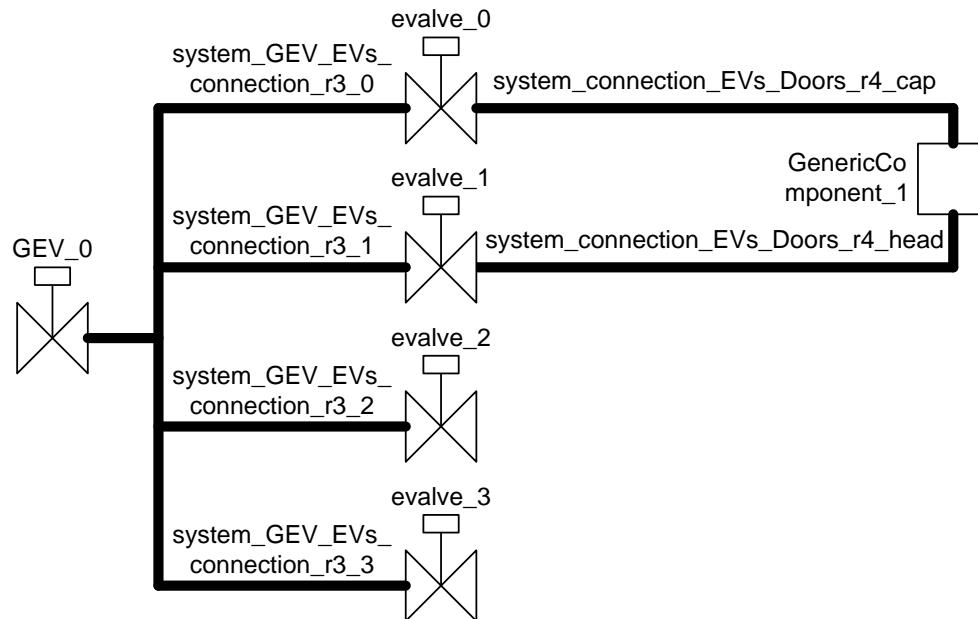 evalve_0
system_GEV_EVs_
connection_r3_0
system_connection_EVs_Doors_r4_cap
GenericCo
mponent_1
evalve_1
system_GEV_EVs_
connection_r3_1
system_connection_EVs_Doors_r4_head
GEV_0
evalve_2
system_GEV_EVs_
connection_r3_2
evalve_3
system_GEV_EVs_
connection_r3_3